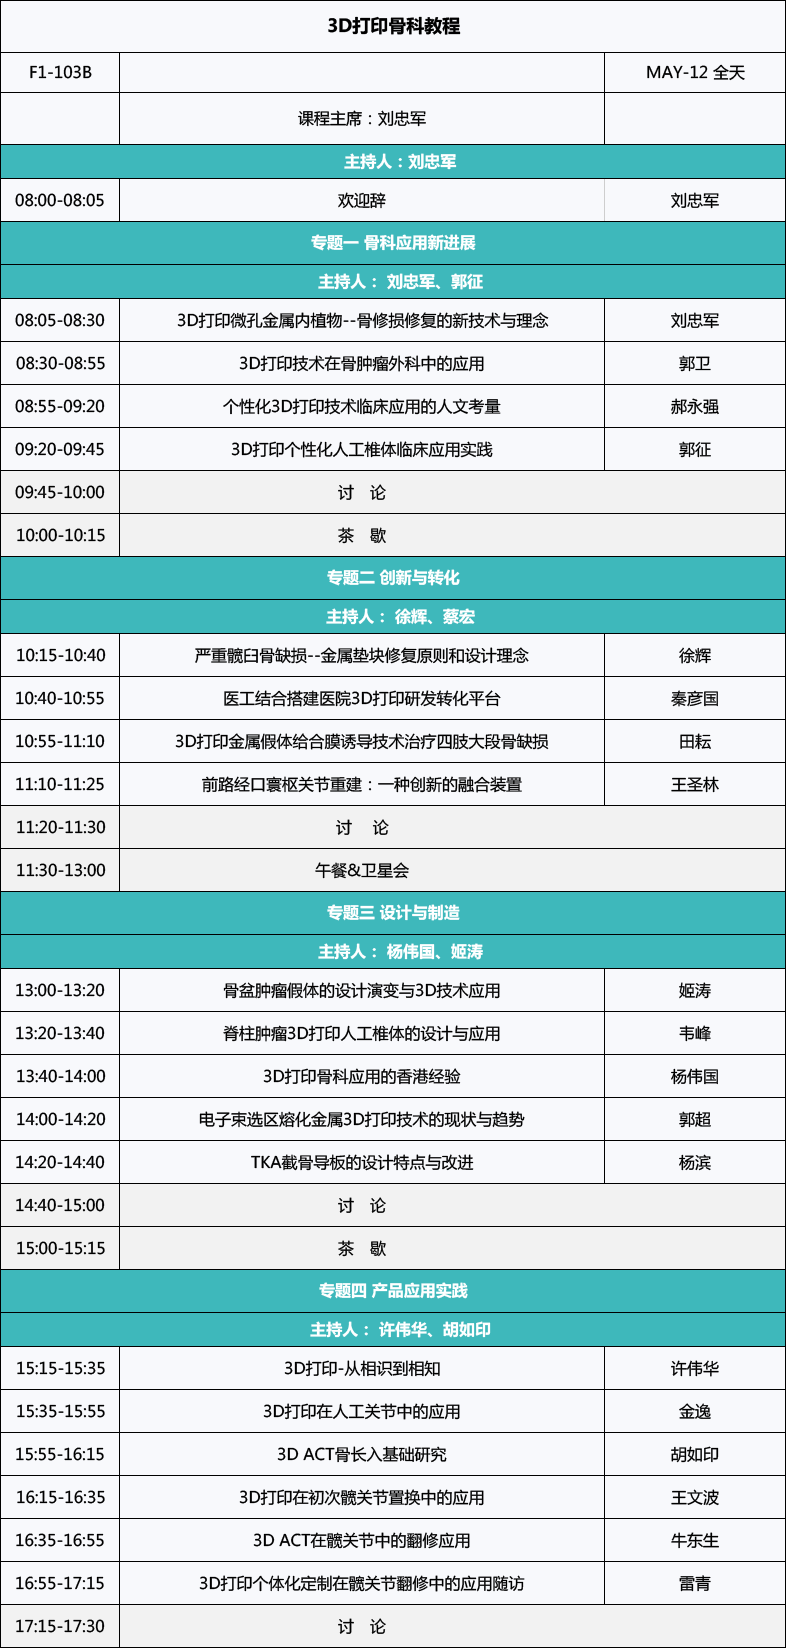 3D打印骨科教程
F1-103B MAY-12 全天
课程主席：刘忠军
主持人：刘忠军
08:00-08:05 欢迎辞 刘忠军
专题一 骨科应用新进展
主持人： 刘忠军、郭征
08:05-08:30 3D打印微孔金属内植物--骨修损修复的新技术与理念 刘忠军
08:30-08:55 3D打印技术在骨肿瘤外科中的应用 郭卫
08:55-09:20 个性化3D打印技术临床应用的人文考量 郝永强
09:20-09:45 3D打印个性化人工椎体临床应用实践 郭征
09:45-10:00 讨 论
10:00-10:15 茶 歇
专题二 创新与转化
主持人： 徐辉、蔡宏
10:15-10:40 严重髋臼骨缺损--金属垫块修复原则和设计理念 徐辉
10:40-10:55 医工结合搭建医院3D打印研发转化平台 秦彦国
10:55-11:10 3D打印金属假体给合膜诱导技术治疗四肢大段骨缺损 田耘
11:10-11:25 前路经口寰枢关节重建：一种创新的融合装置 王圣林
11:20-11:30 讨 论
11:30-13:00 午餐&卫星会
专题三 设计与制造
主持人： 杨伟国、姬涛
13:00-13:20 骨盆肿瘤假体的设计演变与3D技术应用 姬涛
13:20-13:40 脊柱肿瘤3D打印人工椎体的设计与应用 韦峰
13:40-14:00 3D打印骨科应用的香港经验 杨伟国
14:00-14:20 电子束选区熔化金属3D打印技术的现状与趋势 郭超
14:20-14:40 TKA截骨导板的设计特点与改进 杨滨
14:40-15:00 讨 论
15:00-15:15 茶 歇
专题四 产品应用实践
主持人： 许伟华、胡如印
15:15-15:35 3D打印-从相识到相知 许伟华
15:35-15:55 3D打印在人工关节中的应用 金逸
15:55-16:15 3D ACT骨长入基础研究 胡如印
16:15-16:35 3D打印在初次髋关节置换中的应用 王文波
16:35-16:55 3D ACT在髋关节中的翻修应用 牛东生
16:55-17:15 3D打印个体化定制在髋关节翻修中的应用随访 雷青
17:15-17:30 讨 论